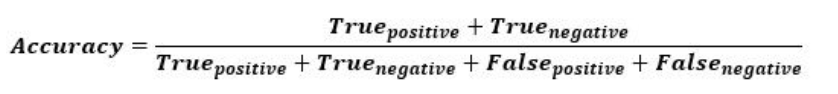 Accuracy = True_positive + True_negative / True_positive + True_negative + False_positive + False_negative